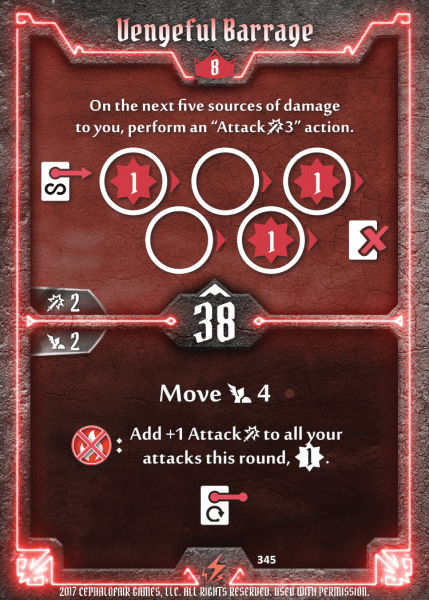 Vengeful Barrage
8
On the next five sources of damage
to you, perform an “Attack 3” action.
1 1
1
2
38
2
Move 4
: Add +1 Attack to all your
attacks this round, 1.
345
2017 CEPHALOFAIR GAMES, LLC. ALL RIGHTS RESERVED. USED WITH PERMISSION.